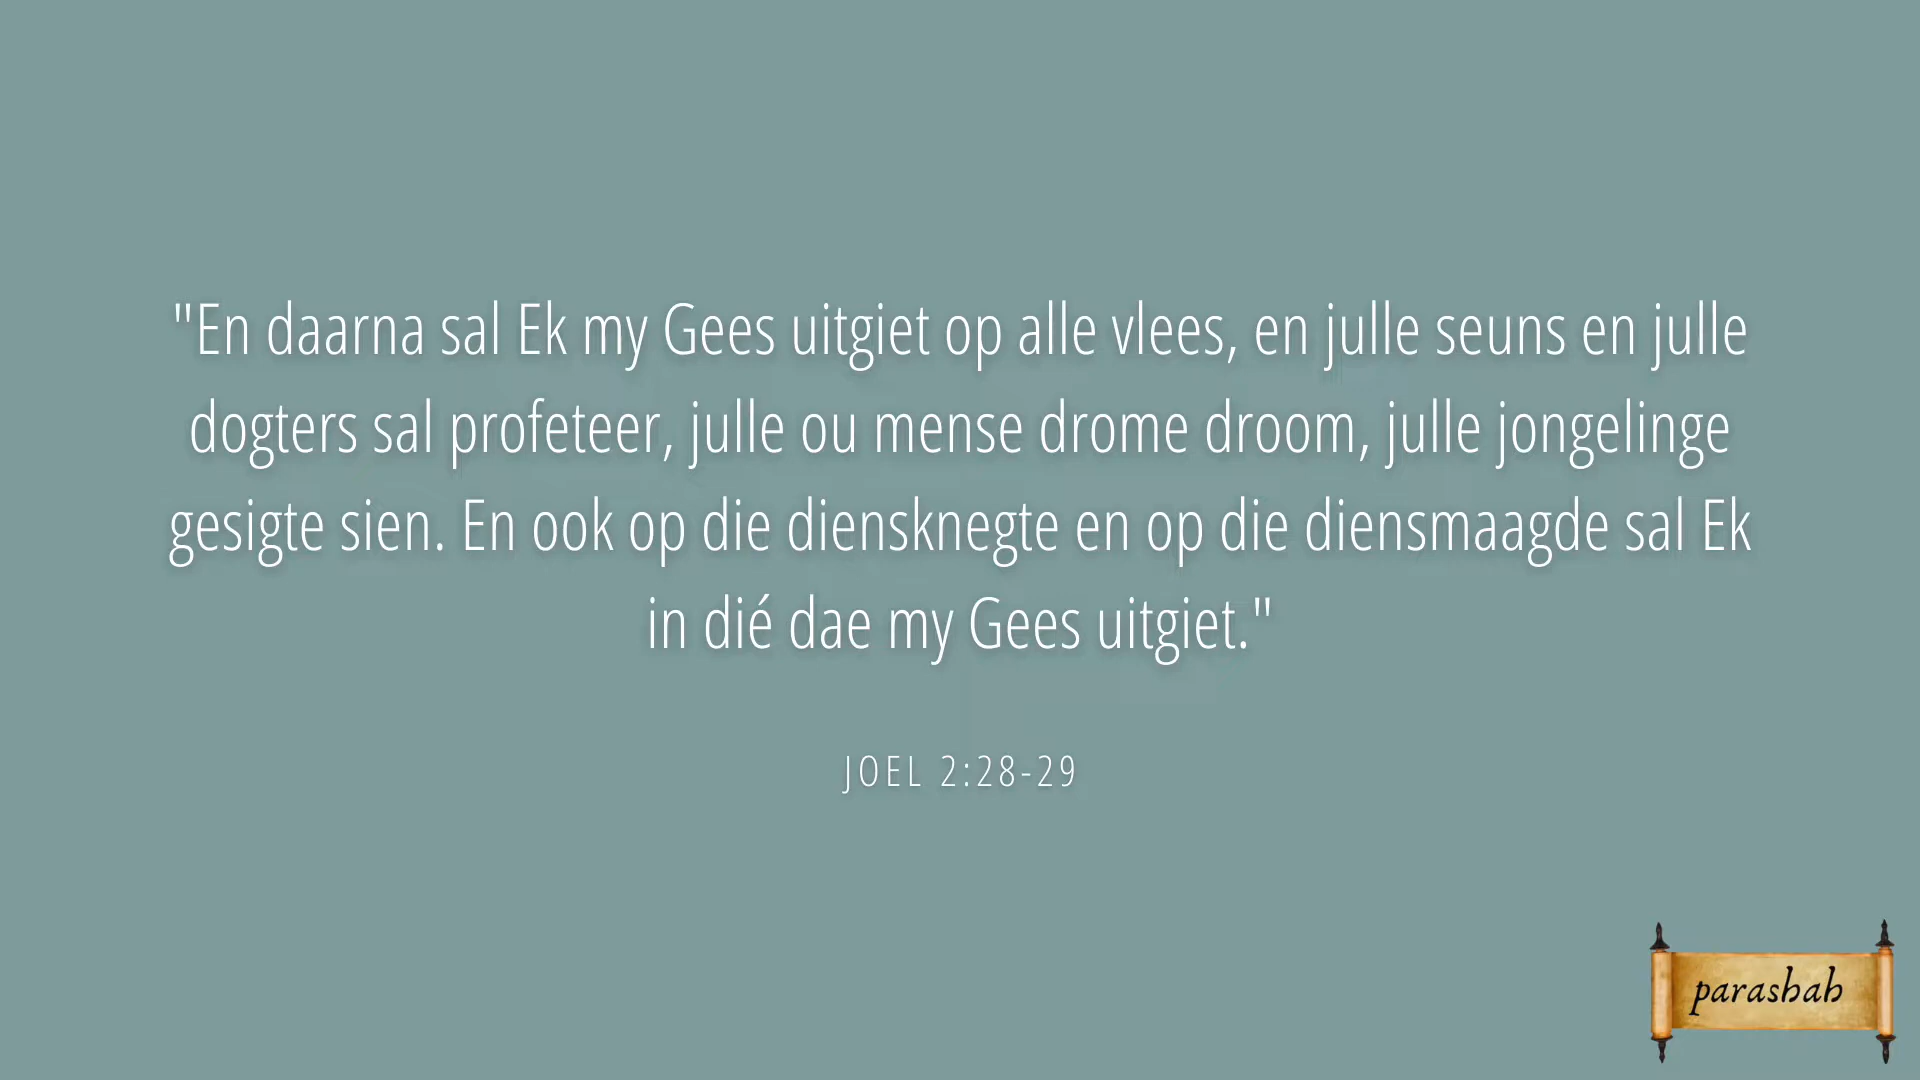 "En daarna sal Ek my Gees uitgiet op alle vlees, en julle seuns en julle
dogters sal profeteer, julle ou mense drome droom, julle jongelinge
gesigte sien. En ook op die diensknegte en op die diensmaagde sal Ek
in dié dae my Gees uitgiet."
JOEL 2:28-29
parashah